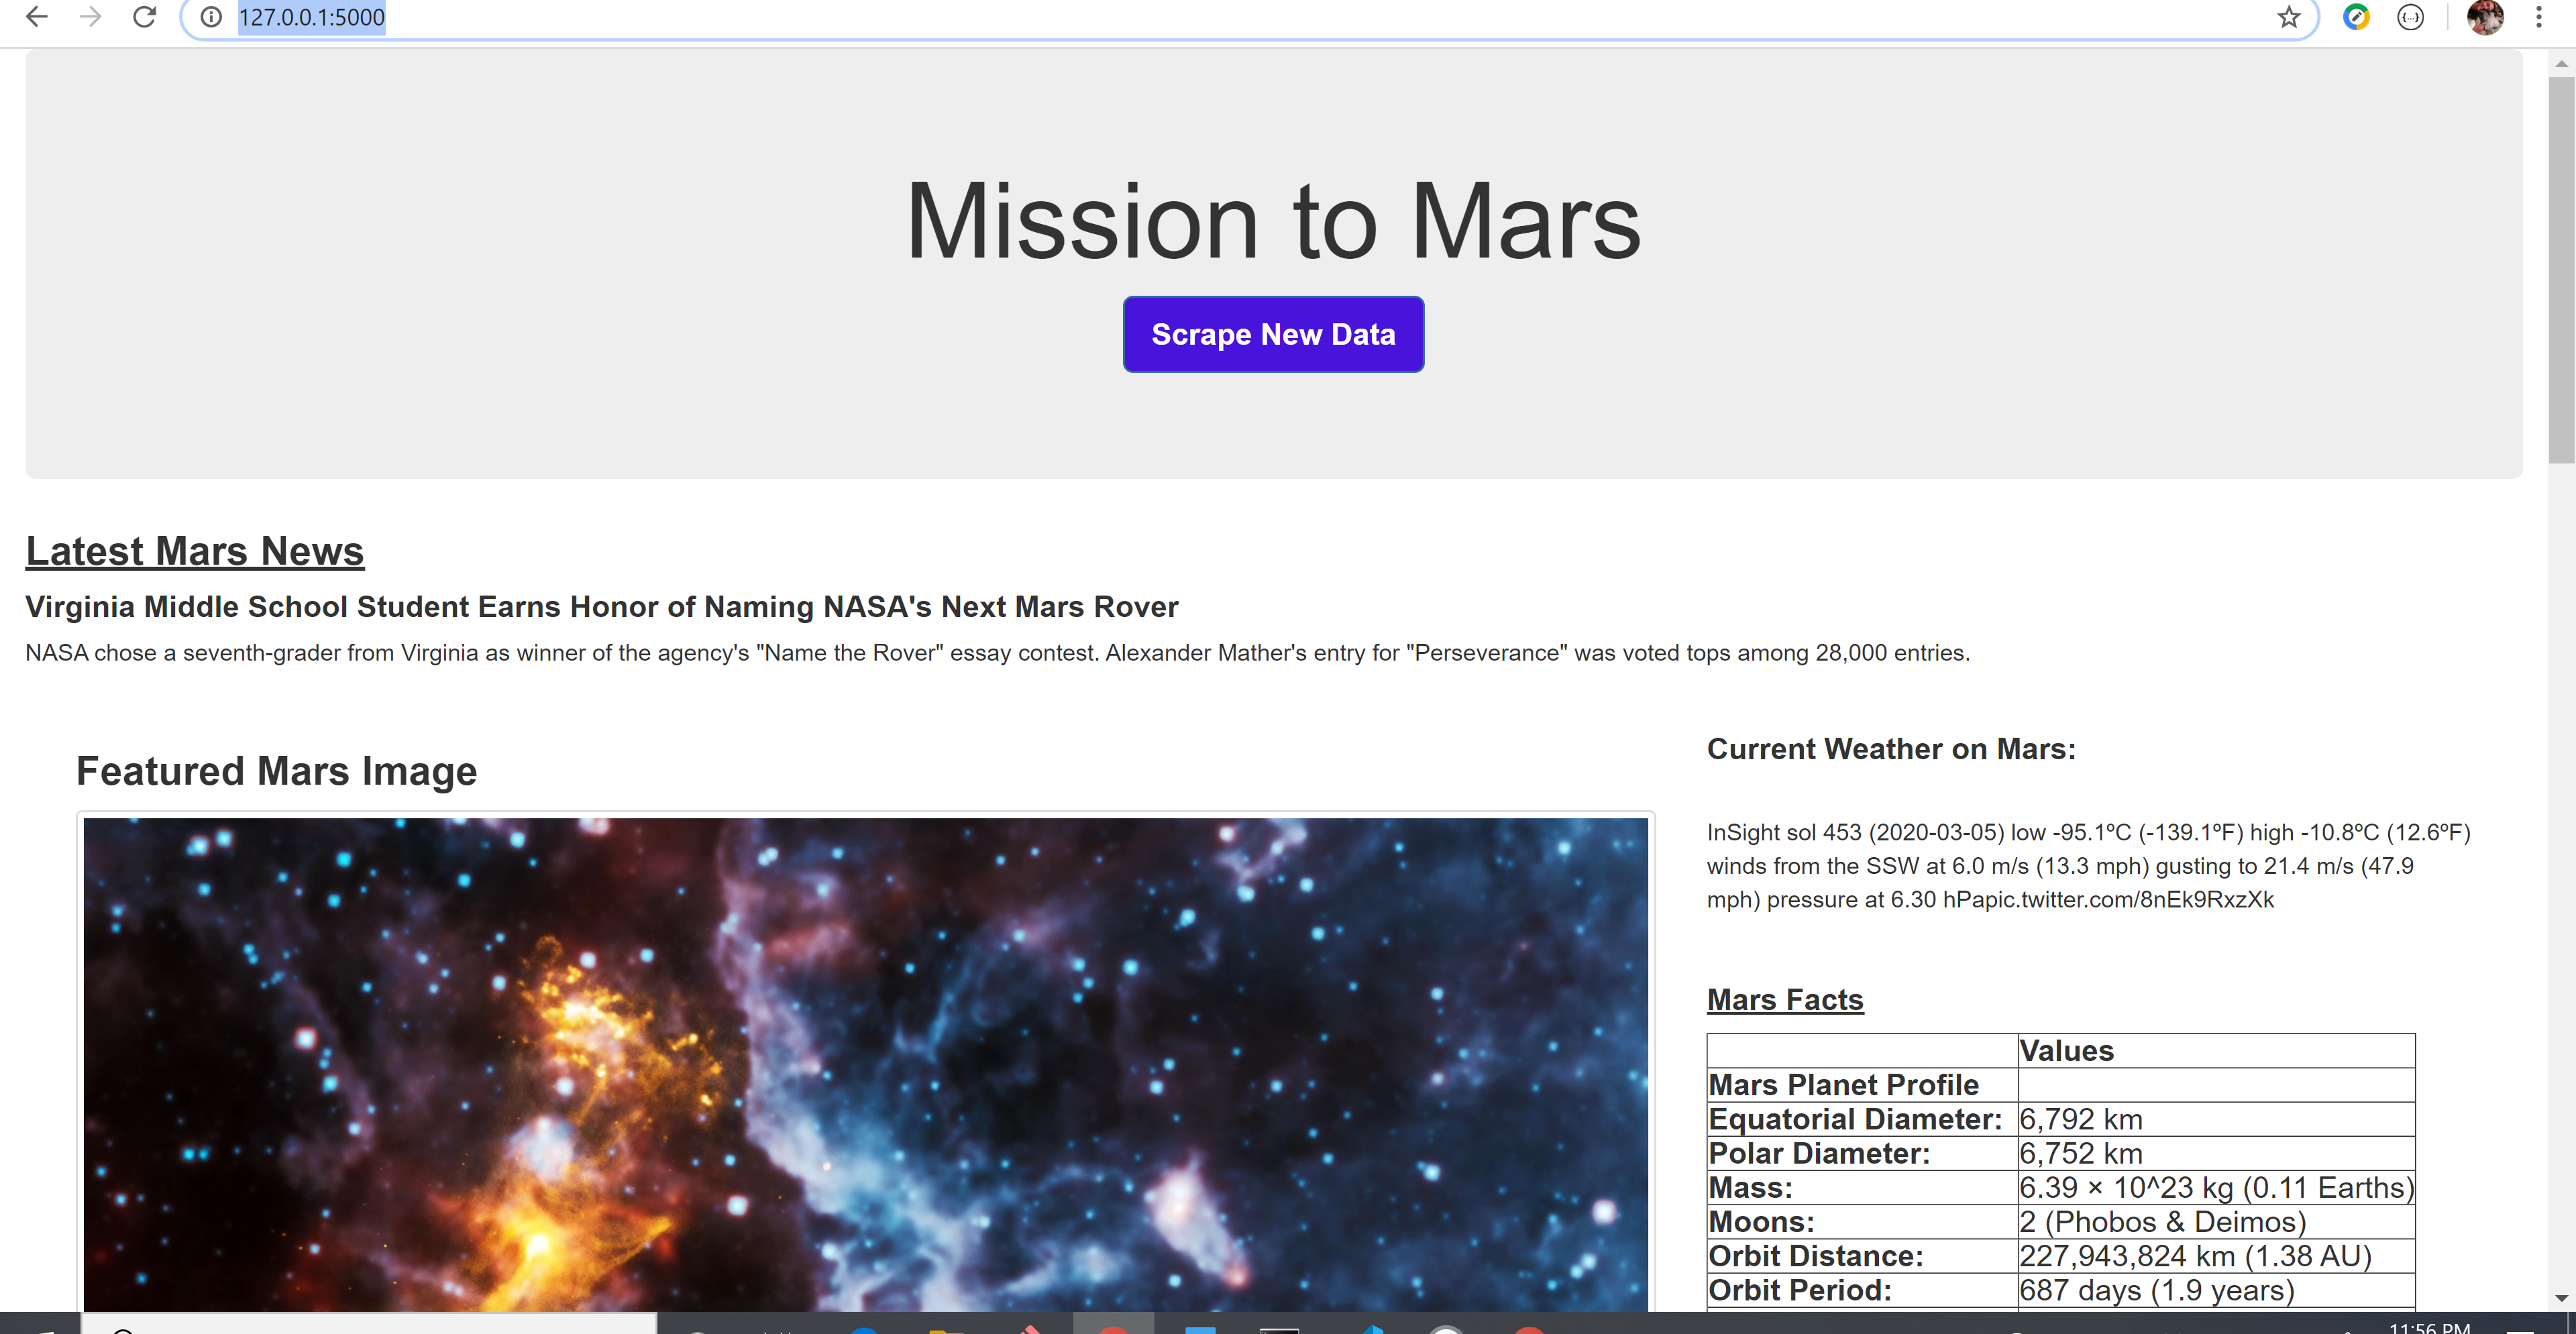 127.0.0.1:5000
Mission to Mars
Scrape New Data
Latest Mars News
Virginia Middle School Student Earns Honor of Naming NASA's Next Mars Rover
NASA chose a seventh-grader from Virginia as winner of the agency's "Name the Rover" essay contest. Alexander Mather's entry for "Perseverance" was voted tops among 28,000 entries.
Featured Mars Image
Current Weather on Mars:
InSight sol 453 (2020-03-05) low -95.1ºC (-139.1ºF) high -10.8ºC (12.6ºF)
winds from the SSW at 6.0 m/s (13.3 mph) gusting to 21.4 m/s (47.9
mph) pressure at 6.30 hPapic.twitter.com/8nEk9RxzXk
Mars Facts
Values
Mars Planet Profile
Equatorial Diameter: 6,792 km
Polar Diameter: 6,752 km
Mass: 6.39 × 10^23 kg (0.11 Earths)
Moons: 2 (Phobos & Deimos)
Orbit Distance: 227,943,824 km (1.38 AU)
Orbit Period: 687 days (1.9 years)
11:56 PM